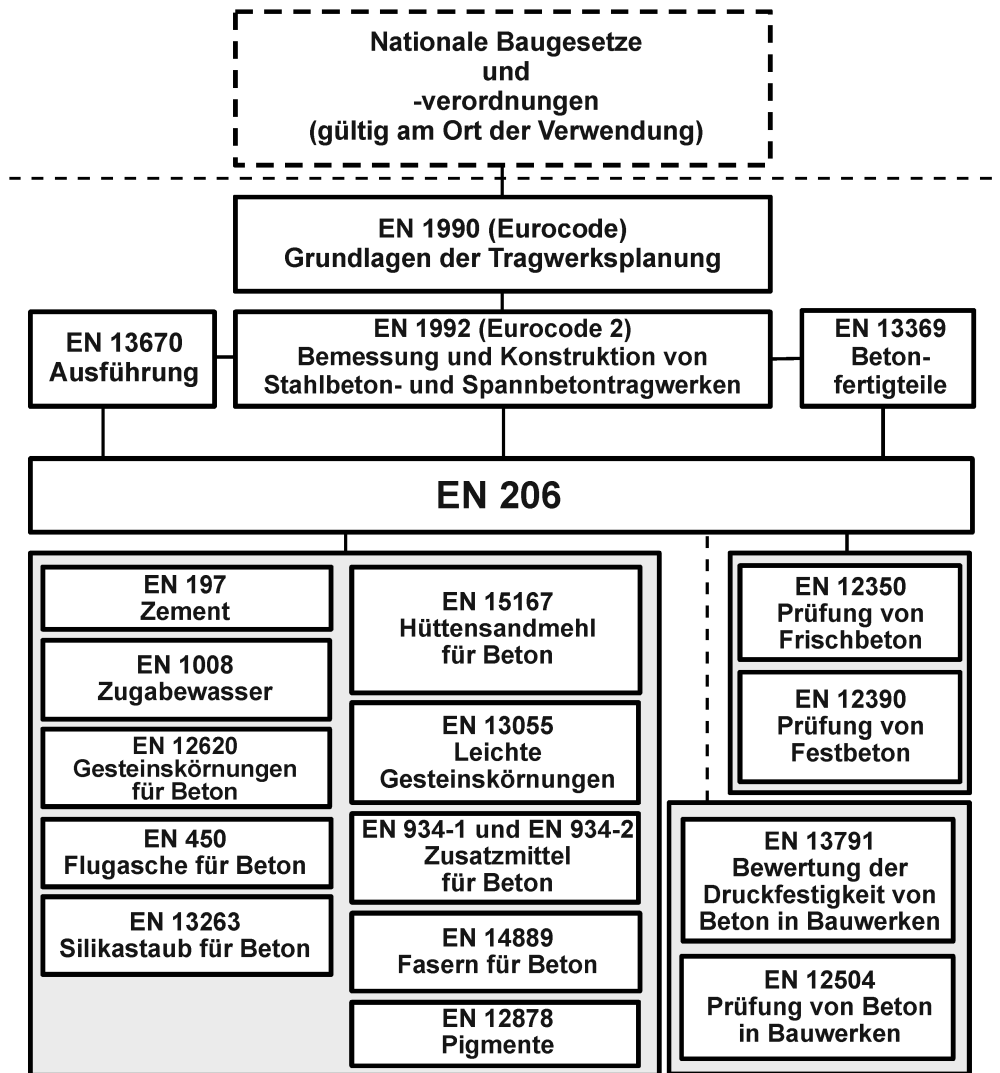 Nationale Baugesetze
und
-verordnungen
(gültig am Ort der Verwendung)
EN 1990 (Eurocode)
Grundlagen der Tragwerksplanung
EN 13670
Ausführung
EN 1992 (Eurocode 2)
Bemessung und Konstruktion von
Stahlbeton- und Spannbetontragwerken
EN 13369
Beton-
fertigteile
EN 206
EN 197
Zement
EN 1008
Zugabewasser
EN 12620
Gesteinskörnungen
für Beton
EN 450
Flugasche für Beton
EN 13263
Silikastaub für Beton
EN 15167
Hüttensandmehl
für Beton
EN 13055
Leichte
Gesteinskörnungen
EN 934-1 und EN 934-2
Zusatzmittel
für Beton
EN 14889
Fasern für Beton
EN 12878
Pigmente
EN 12350
Prüfung von
Frischbeton
EN 12390
Prüfung von
Festbeton
EN 13791
Bewertung der
Druckfestigkeit von
Beton in Bauwerken
EN 12504
Prüfung von Beton
in Bauwerken